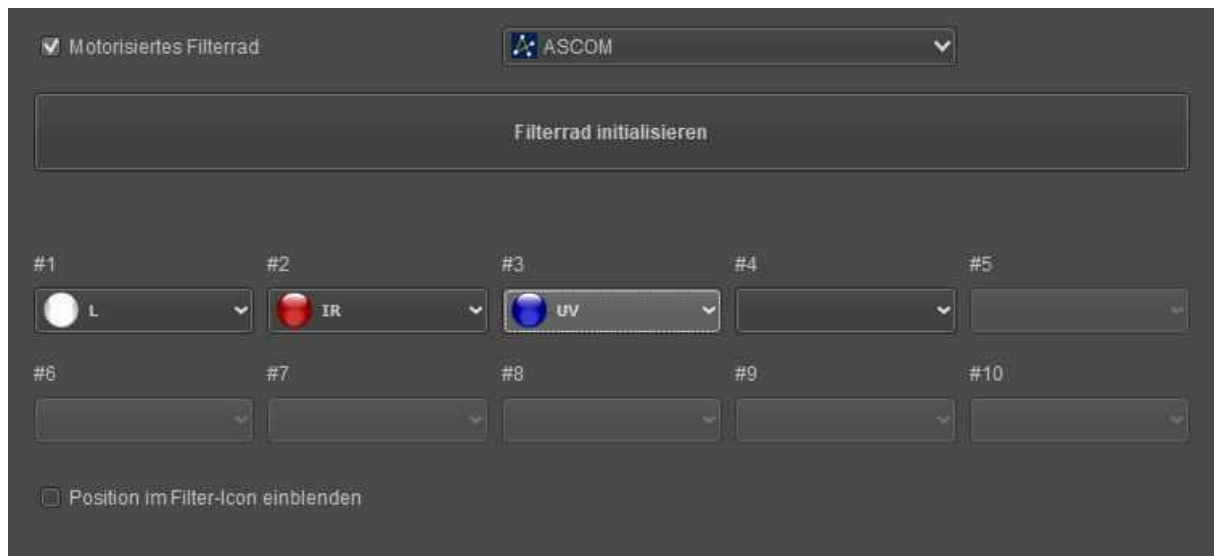 Motorisiertes Filterrad ASCOM
Filterrad initialisieren
#1 #2 #3 #4 #5
L IR UV
#6 #7 #8 #9 #10
Position im Filter-Icon einblenden